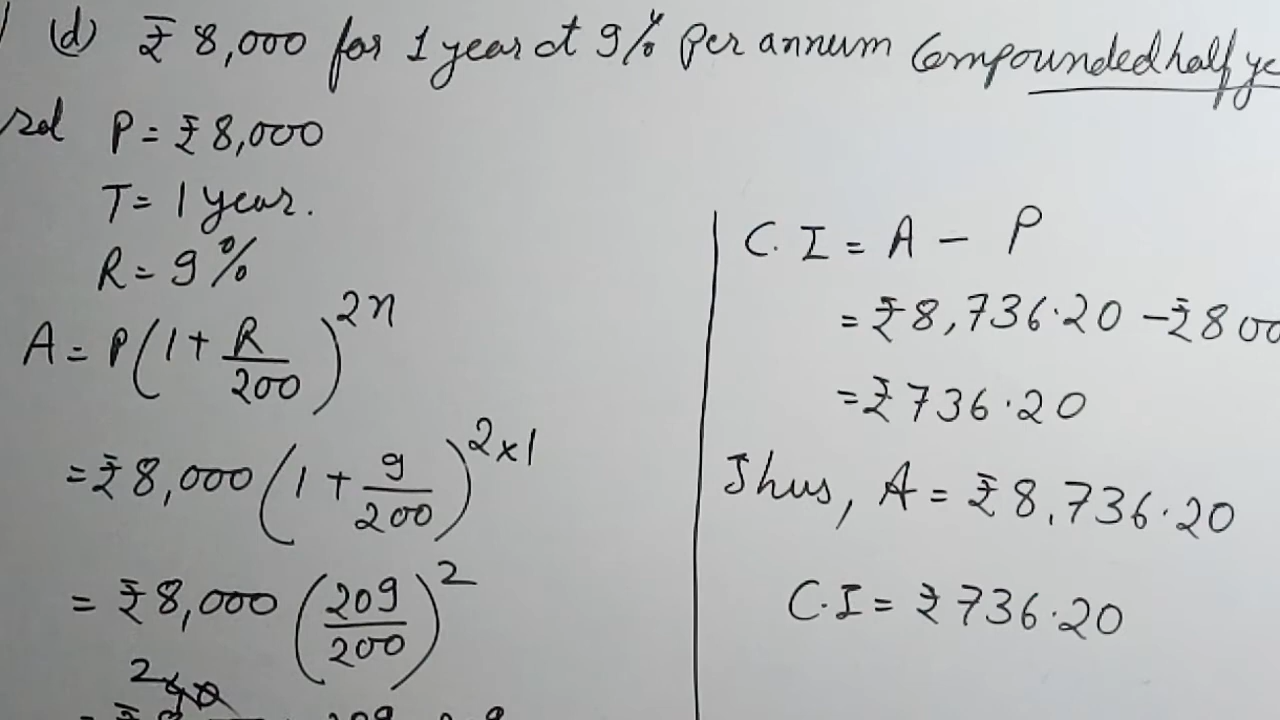 (d) ₹ 8,000 for 1 year at 9% Per annum Compounded half ye
sol P = ₹ 8,000
T = 1 year.
R = 9%
A = P(1 + R/200)^2n
= ₹ 8,000 (1 + 9/200)^2×1
= ₹ 8,000 (209/200)^2
C.I = A - P
= ₹8,736.20 - ₹800
= ₹736.20
Thus, A = ₹8,736.20
C.I = ₹736.20